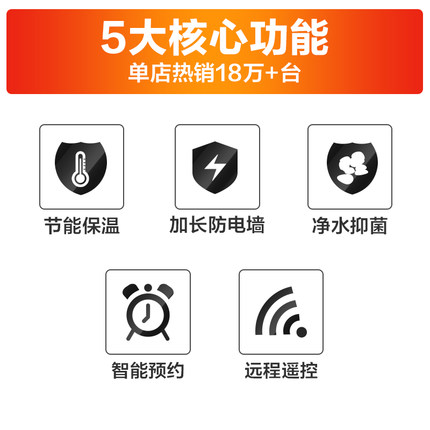 5大核心功能
单店热销18万+台
节能保温
加长防电墙
净水抑菌
智能预约
远程遥控